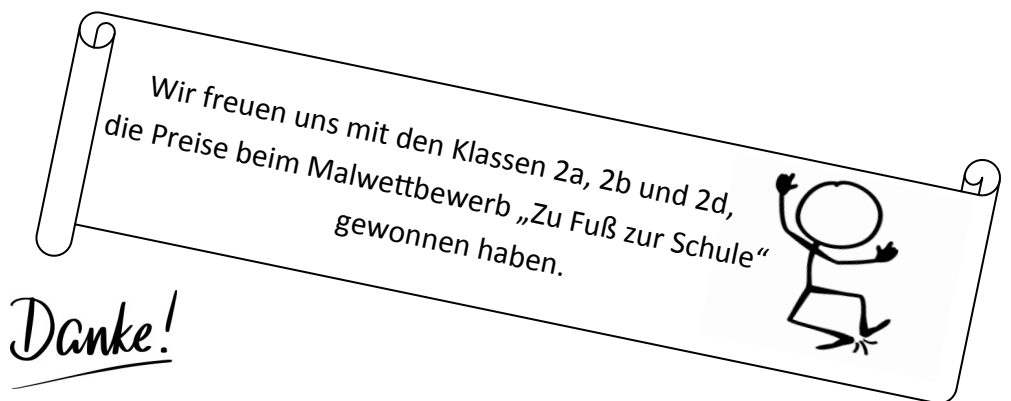 Wir freuen uns mit den Klassen 2a, 2b und 2d,
die Preise beim Malwettbewerb „Zu Fuß zur Schule“
gewonnen haben.
Danke!